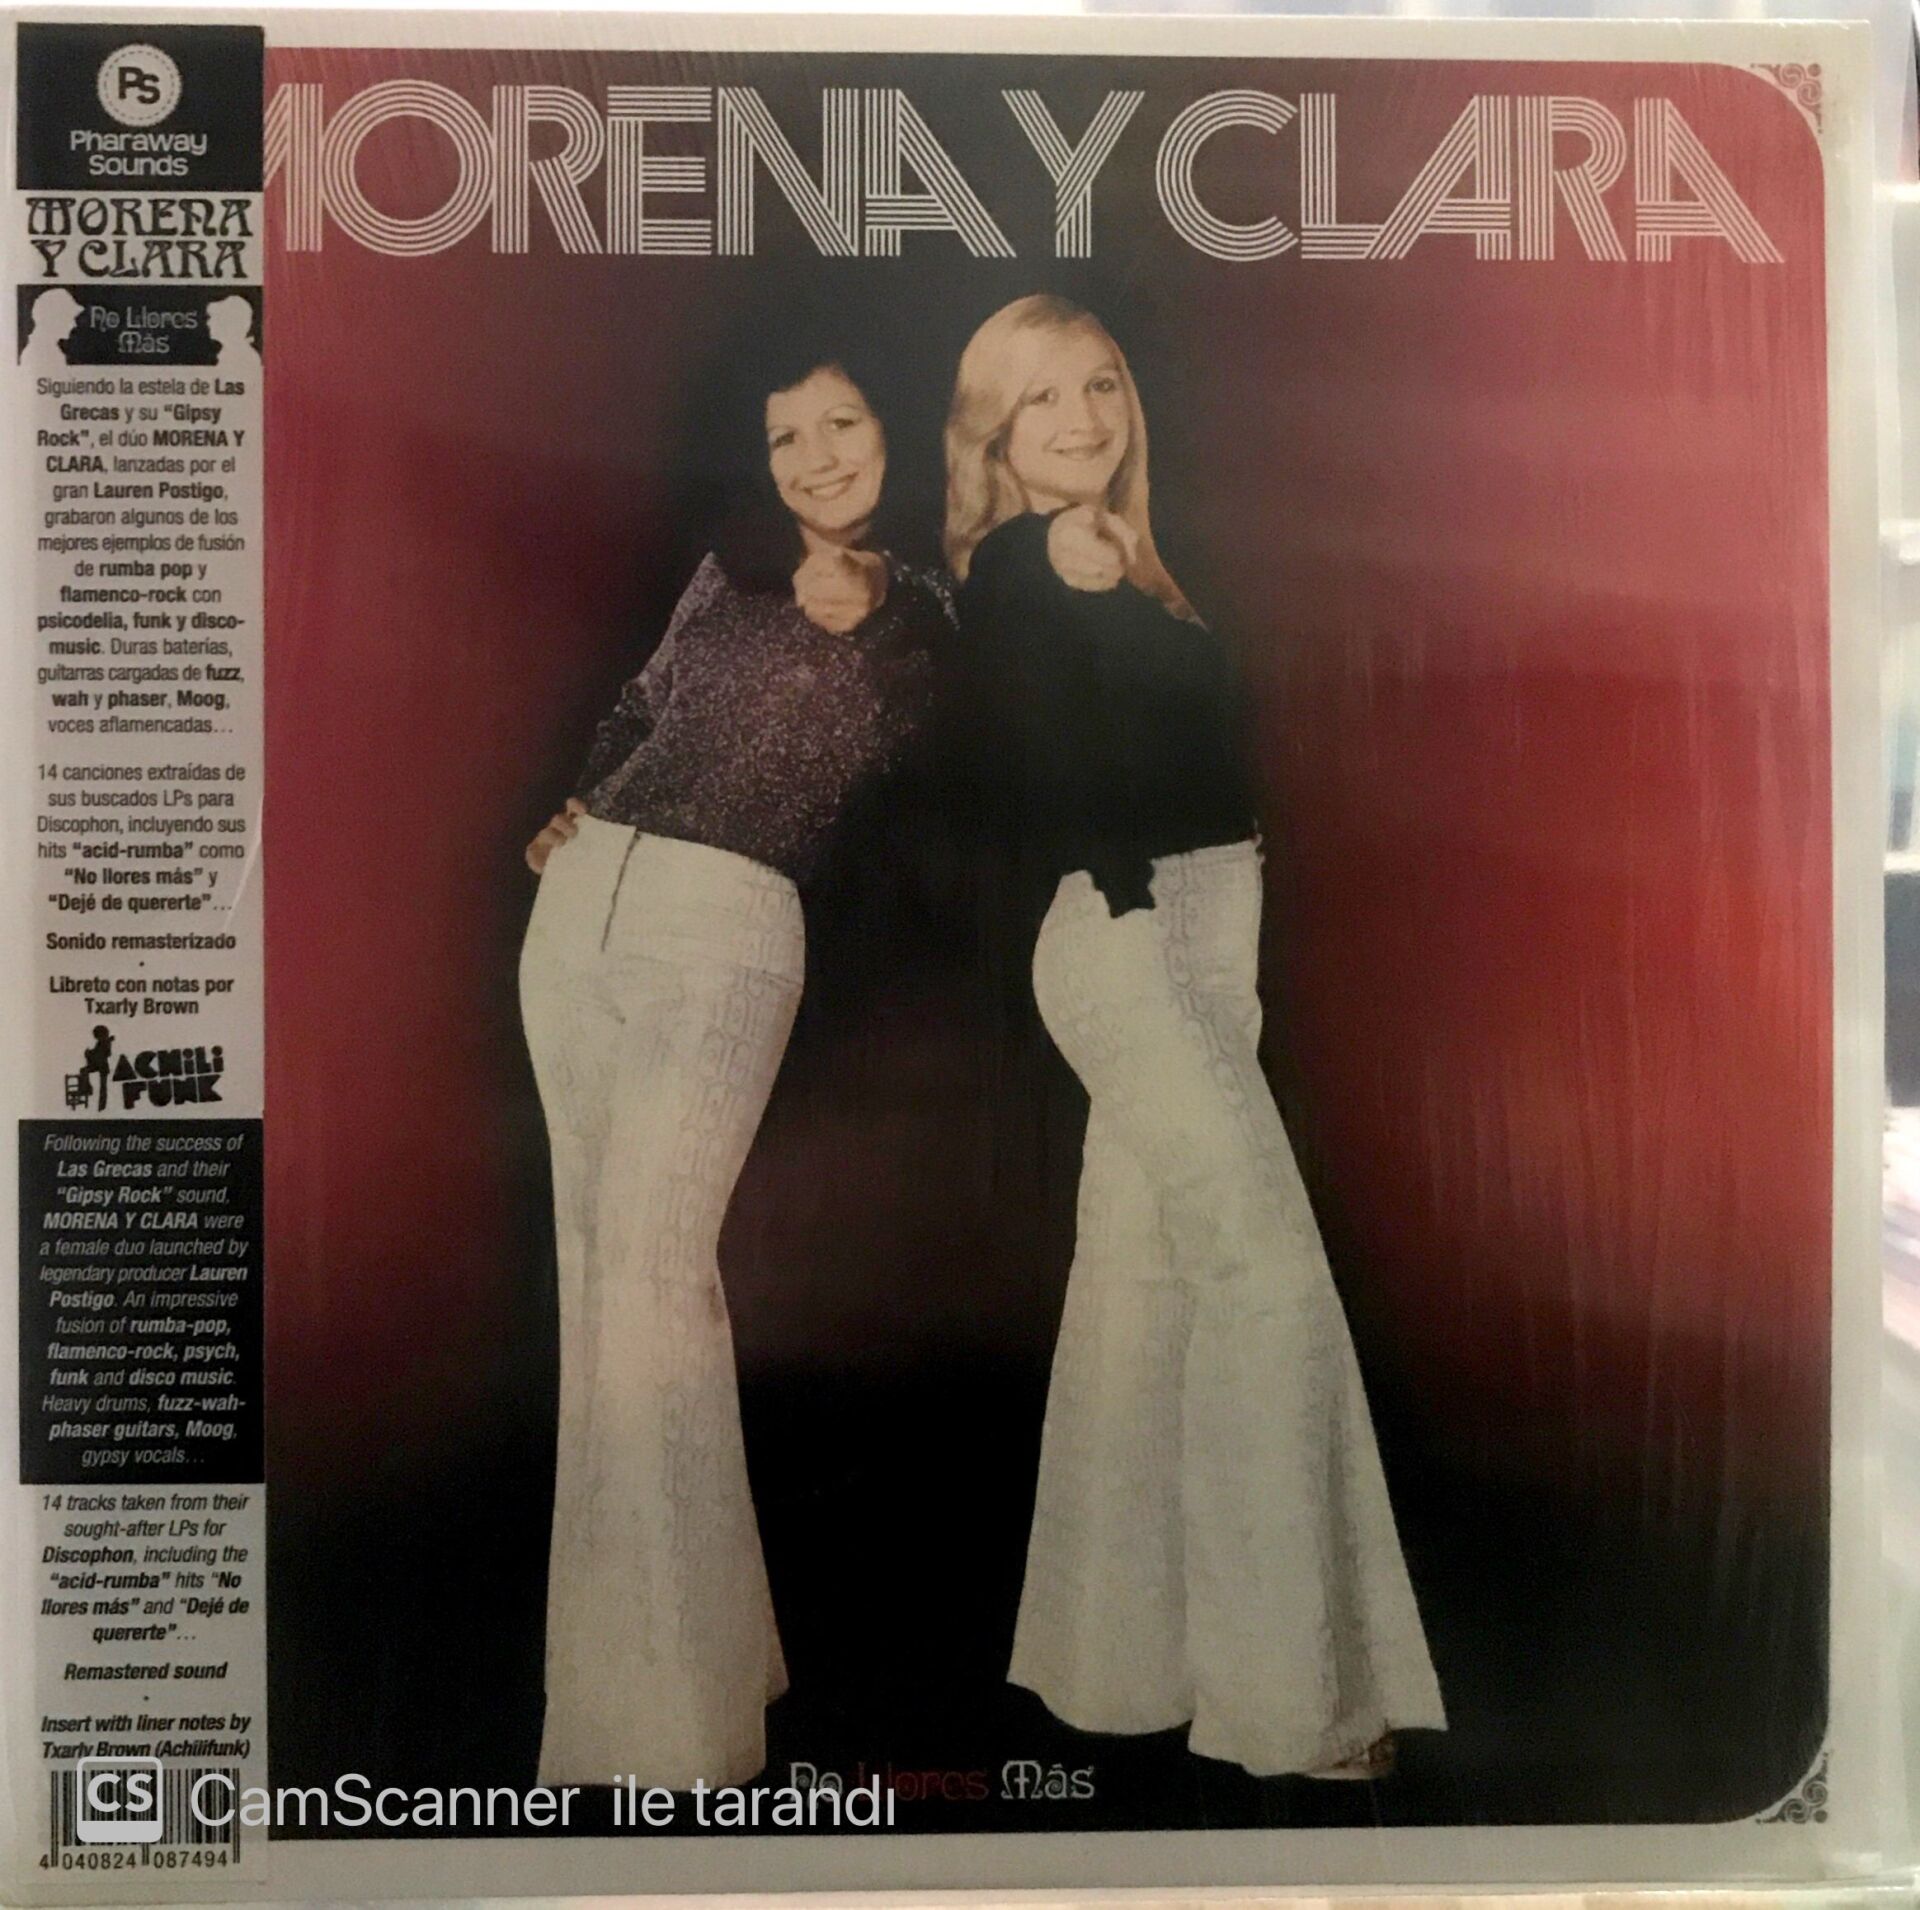 PS
Pharaway
Sounds
MORENA
Y CLARA
No Llores
Más
Siguiendo la estela de Las
Grecas y su “Gipsy
Rock”, el dúo MORENA Y
CLARA, lanzadas por el
gran Lauren Postigo,
grabaron algunos de los
mejores ejemplos de fusión
de rumba pop y
flamenco-rock con
psicodelia, funk y disco-
music. Duras baterías,
guitarras cargadas de fuzz,
wah y phaser, Moog,
voces aflamencadas...
14 canciones extraídas de
sus buscados LPs para
Discophon, incluyendo sus
hits “acid-rumba” como
“No llores más” y
“Dejé de quererte”...
Sonido remasterizado
·
Libreto con notas por
Txarly Brown
ACHiLi
FUNK
Following the success of
Las Grecas and their
“Gipsy Rock” sound,
MORENA Y CLARA were
a female duo launched by
legendary producer Lauren
Postigo. An impressive
fusion of rumba-pop,
flamenco-rock, psych,
funk and disco music.
Heavy drums, fuzz-wah-
phaser guitars, Moog,
gypsy vocals...
14 tracks taken from their
sought-after LPs for
Discophon, including the
“acid-rumba” hits “No
llores más” and “Dejé de
quererte”...
Remastered sound
·
Insert with liner notes by
Txarly Brown (Achilifunk)
4 040824 087494
MORENA Y CLARA
No Llores Más
CS CamScanner ile tarandı